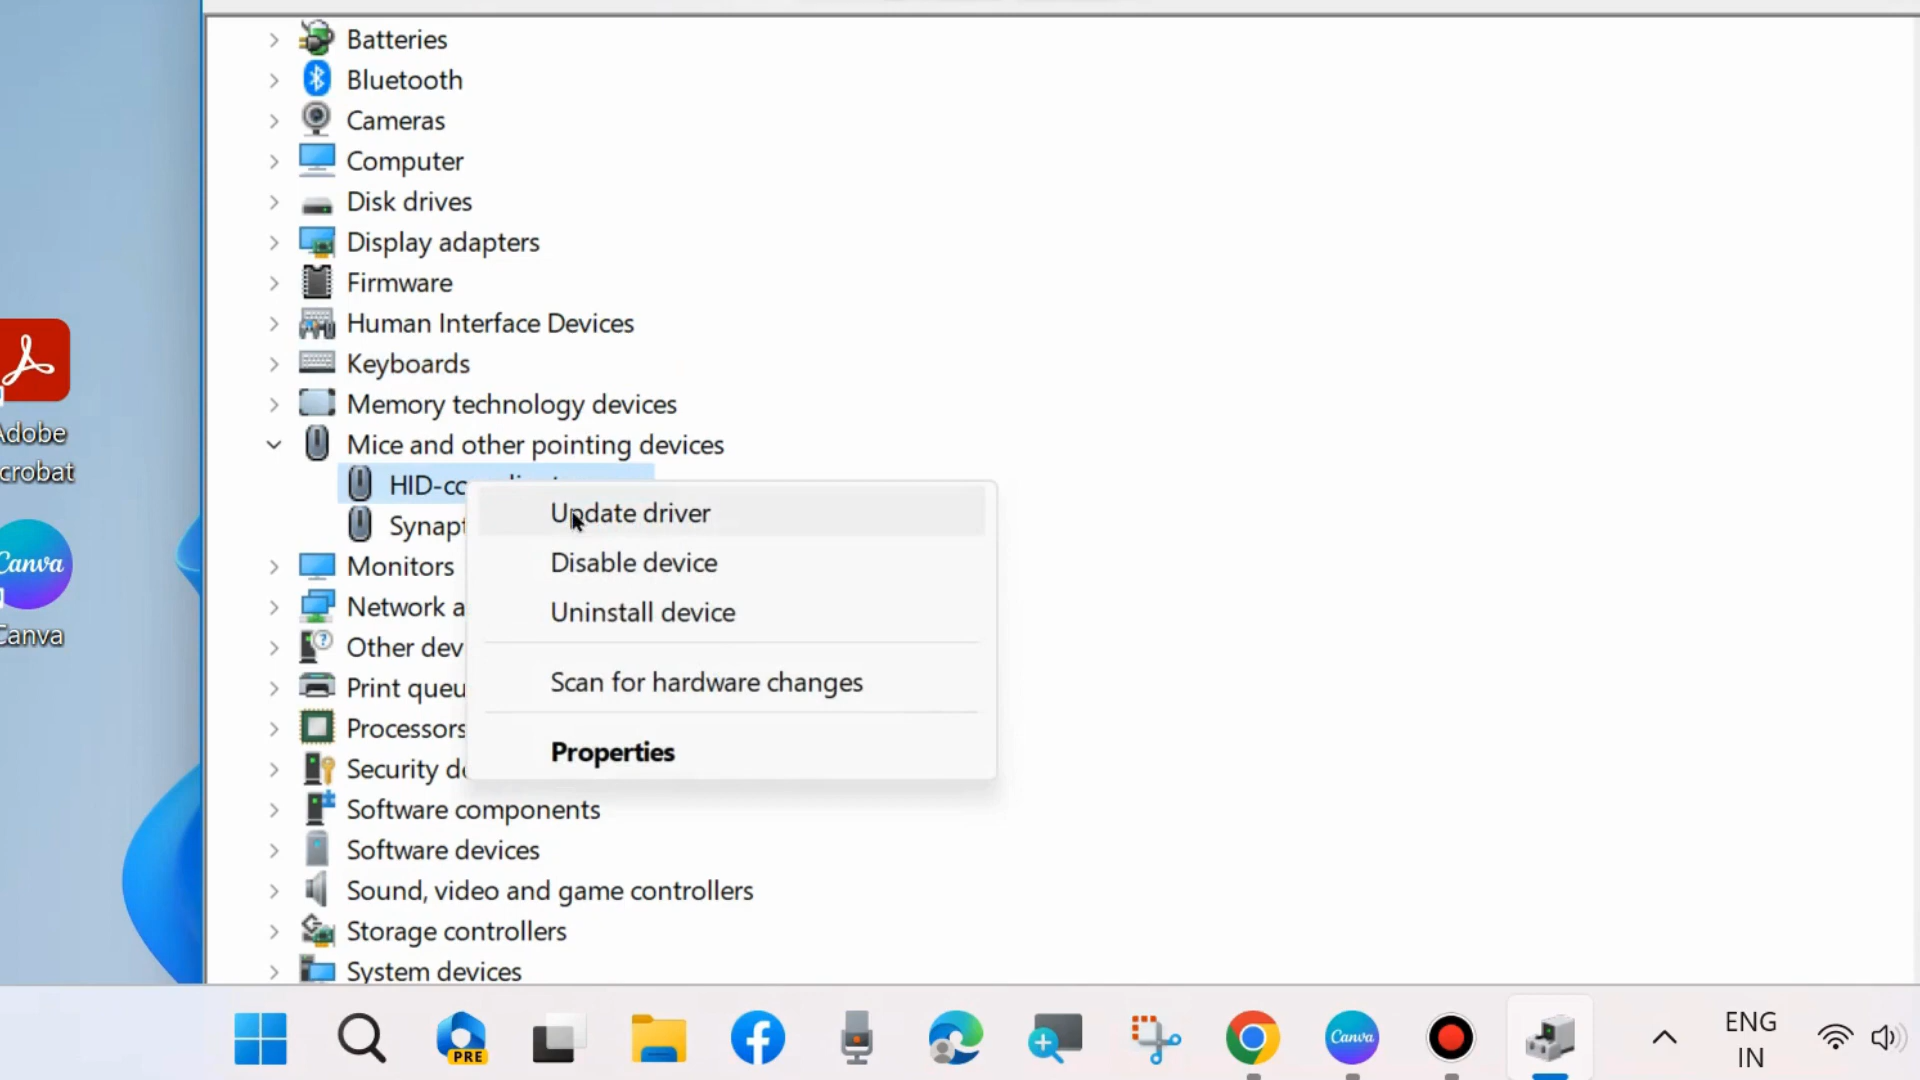 Batteries
Bluetooth
Cameras
Computer
Disk drives
Display adapters
Firmware
Human Interface Devices
Keyboards
Memory technology devices
Mice and other pointing devices
HID-co
Synapt
Monitors
Network a
Other dev
Print queu
Processors
Security de
Software components
Software devices
Sound, video and game controllers
Storage controllers
System devices
Update driver
Disable device
Uninstall device
Scan for hardware changes
Properties
Adobe
crobat
Canva
Canva
PRE
Canva
ENG
IN